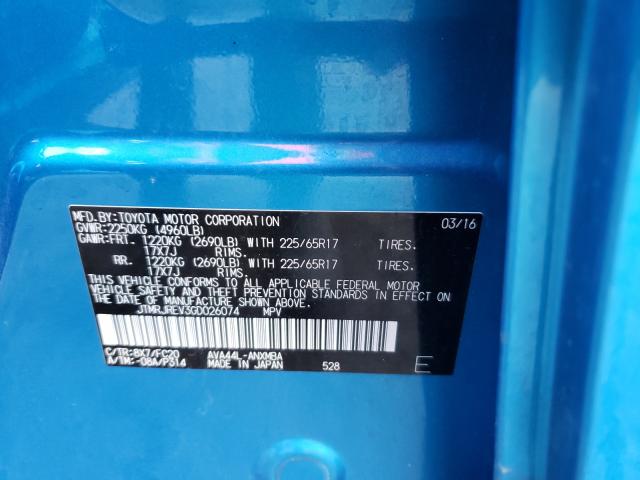 MFD.BY:TOYOTA MOTOR CORPORATION 03/16
GVWR:2250KG (4960LB)
GAWR:FRT. 1220KG (2690LB) WITH 225/65R17 TIRES.
17X7J RIMS.
RR. 1220KG (2690LB) WITH 225/65R17 TIRES.
17X7J RIMS.
THIS VEHICLE CONFORMS TO ALL APPLICABLE FEDERAL MOTOR
VEHICLE SAFETY,BUMPER,AND THEFT PREVENTION
STANDARDS IN EFFECT ON THE DATE OF MANUFACTURE SHOWN ABOVE.
JTMRJREV3GD026074 MPV
C/TR:8X7/FC20 AVA44L-ANXMBA
A/TM:-08A/P314 MADE IN JAPAN 528 E